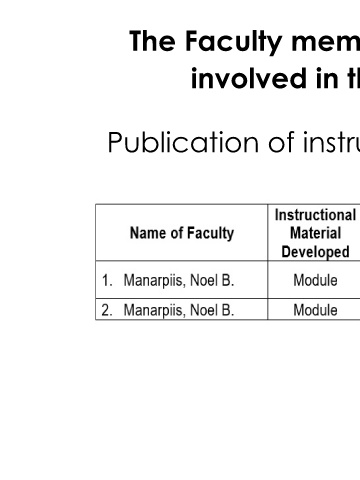 The Faculty mem
involved in th
Publication of instru
Name of Faculty
Instructional
Material
Developed
1. Manarpiis, Noel B.
Module
2. Manarpiis, Noel B.
Module